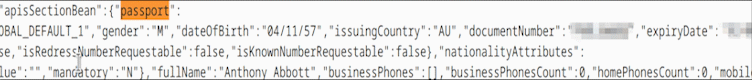 "apisSectionBean":{"passport":
OBAL_DEFAULT_1","gender":"M","dateOfBirth":"04/11/57","issuingCountry":"AU","documentNumber":" ","expiryDate":
se,"isRedressNumberRequestable":false,"isKnownNumberRequestable":false},"nationalityAttributes":
lue":"","mandatory":"N"},"fullName":"Anthony Abbott","businessPhones":[],"businessPhonesCount":0,"homePhonesCount":0,"mobil